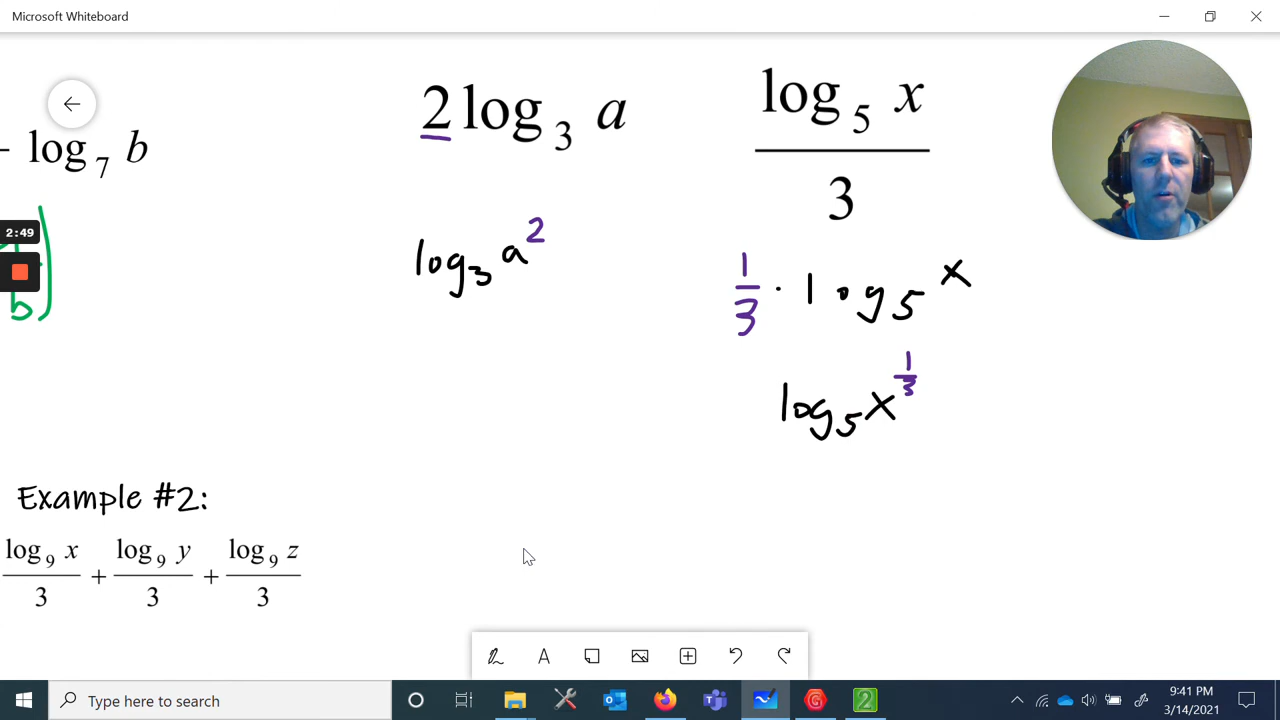 Microsoft Whiteboard
− log₇ b
2:49
b)
2 log₃ a
log₃ a²
log₅ x
3
1/3 · log₅ x
log₅ x^(1/3)
Example #2:
log₉ x / 3 + log₉ y / 3 + log₉ z / 3
Type here to search
9:41 PM
3/14/2021